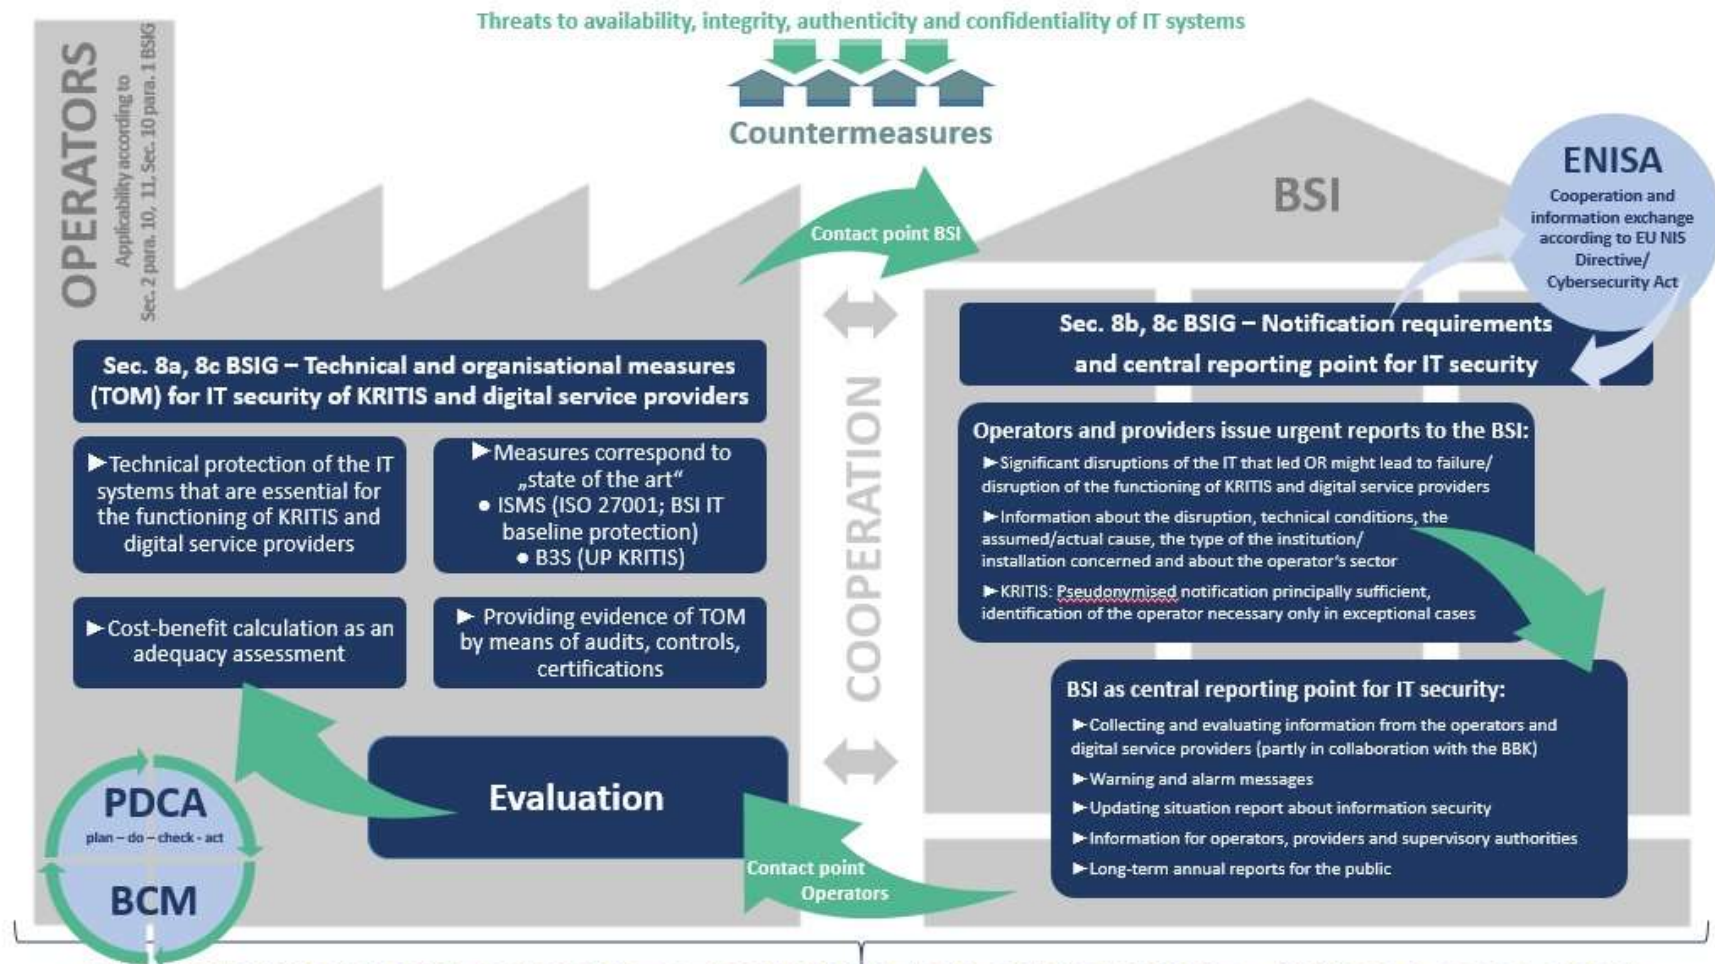 Threats to availability, integrity, authenticity and confidentiality of IT systems
Countermeasures
OPERATORS
Applicability according to
Sec. 2 para. 10, 11, Sec. 10 para. 1 BSIG
Contact point BSI
BSI
ENISA
Cooperation and
information exchange
according to EU NIS
Directive/
Cybersecurity Act
Sec. 8a, 8c BSIG – Technical and organisational measures
(TOM) for IT security of KRITIS and digital service providers
►Technical protection of the IT
systems that are essential for
the functioning of KRITIS and
digital service providers
►Measures correspond to
„state of the art“
● ISMS (ISO 27001; BSI IT
baseline protection)
● B3S (UP KRITIS)
►Cost-benefit calculation as an
adequacy assessment
► Providing evidence of TOM
by means of audits, controls,
certifications
Evaluation
PDCA
plan – do – check - act
BCM
COOPERATION
Sec. 8b, 8c BSIG – Notification requirements
and central reporting point for IT security
Operators and providers issue urgent reports to the BSI:
►Significant disruptions of the IT that led OR might lead to failure/
disruption of the functioning of KRITIS and digital service providers
►Information about the disruption, technical conditions, the
assumed/actual cause, the type of the institution/
installation concerned and about the operator's sector
►KRITIS: Pseudonymised notification principally sufficient,
identification of the operator necessary only in exceptional cases
BSI as central reporting point for IT security:
►Collecting and evaluating information from the operators and
digital service providers (partly in collaboration with the BBK)
►Warning and alarm messages
►Updating situation report about information security
►Information for operators, providers and supervisory authorities
►Long-term annual reports for the public
Contact point
Operators